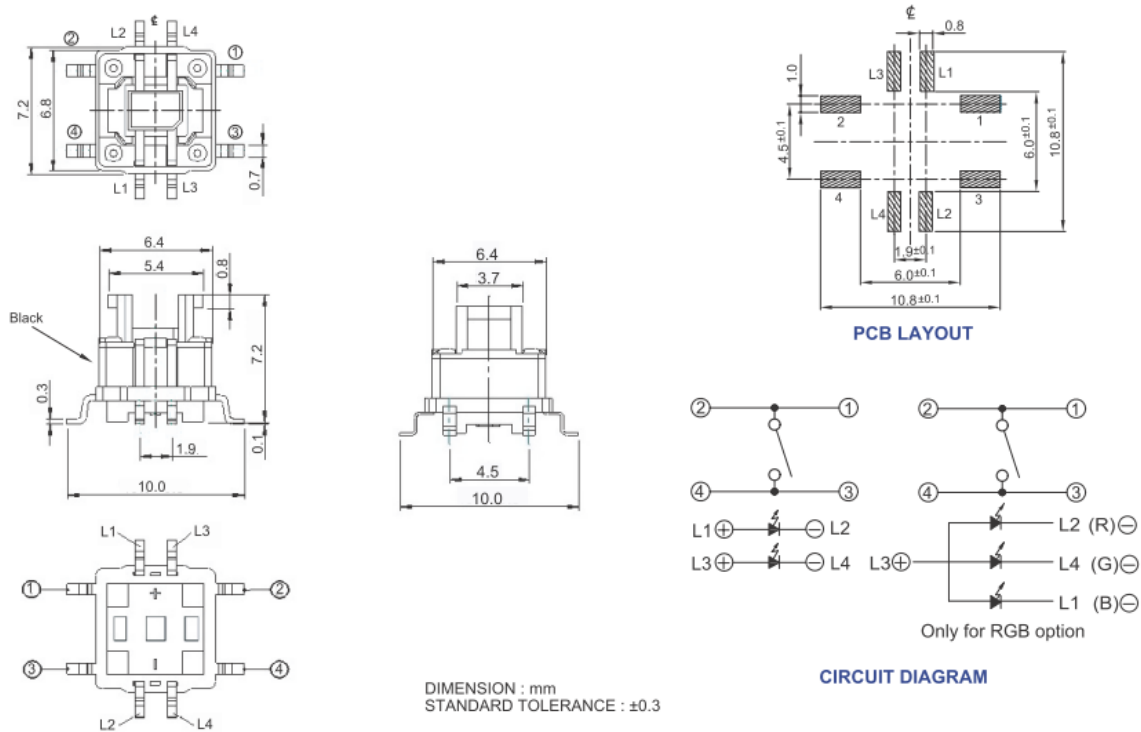 L2 ℄ L4
②
①
7.2
6.8
④
③
L1
L3
0.7
℄
0.8
L3
L1
1.0
2
1
4.5±0.1
6.0±0.1
10.8±0.1
4
3
L4
L2
1.9±0.1
6.0±0.1
10.8±0.1
PCB LAYOUT
6.4
5.4
0.8
Black
7.2
0.3
0.1
1.9
10.0
6.4
3.7
4.5
10.0
② ①
④ ③
L1⊕ ⊖ L2
L3⊕ ⊖ L4
② ①
④ ③
L2 (R)⊖
L3⊕ L4 (G)⊖
L1 (B)⊖
Only for RGB option
CIRCUIT DIAGRAM
L1
L3
①
②
+
③
④
−
L2
L4
DIMENSION : mm
STANDARD TOLERANCE : ±0.3